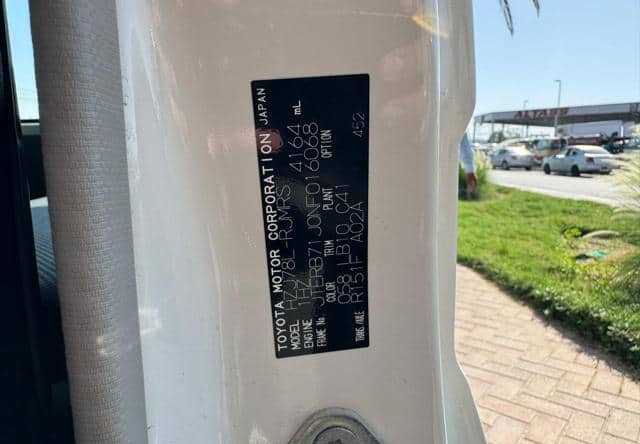 TOYOTA MOTOR CORPORATION JAPAN
MODEL HZJ78L-RJMRS
ENGINE 1HZ 4164 mL
FRAME No. JTERB71J0NF016068
COLOR TRIM PLANT OPTION
058 LB10 C41 452
TRANS/AXLE R151F A02A